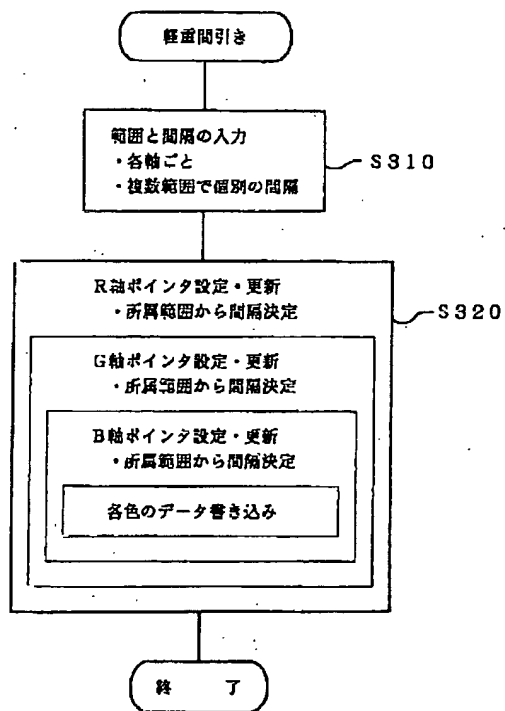 軽重間引き
範囲と間隔の入力
・各軸ごと
・複数範囲で個別の間隔
S310
R軸ポインタ設定・更新
・所属範囲から間隔決定
S320
G軸ポインタ設定・更新
・所属範囲から間隔決定
B軸ポインタ設定・更新
・所属範囲から間隔決定
各色のデータ書き込み
終 了